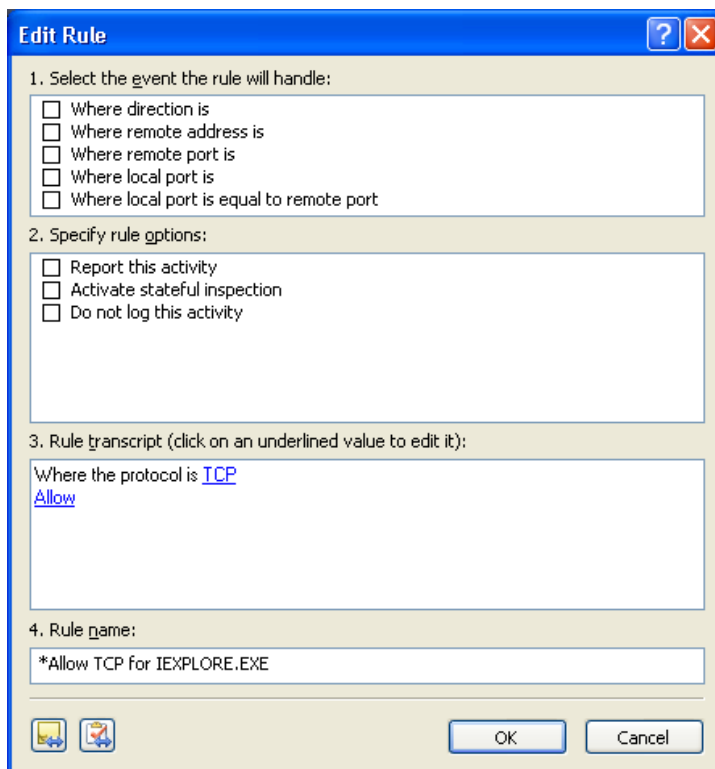 Edit Rule
1. Select the event the rule will handle:
Where direction is
Where remote address is
Where remote port is
Where local port is
Where local port is equal to remote port
2. Specify rule options:
Report this activity
Activate stateful inspection
Do not log this activity
3. Rule transcript (click on an underlined value to edit it):
Where the protocol is TCP
Allow
4. Rule name:
*Allow TCP for IEXPLORE.EXE
OK Cancel